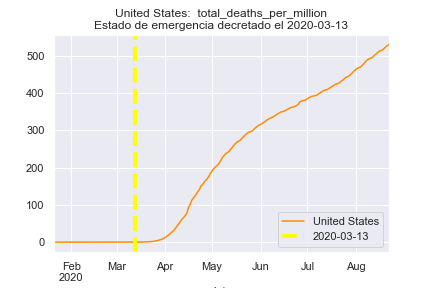 United States:  total_deaths_per_million
Estado de emergencia decretado el 2020-03-13
500
400
300
200
100
0
United States
2020-03-13
Feb Mar Apr May Jun Jul Aug
2020